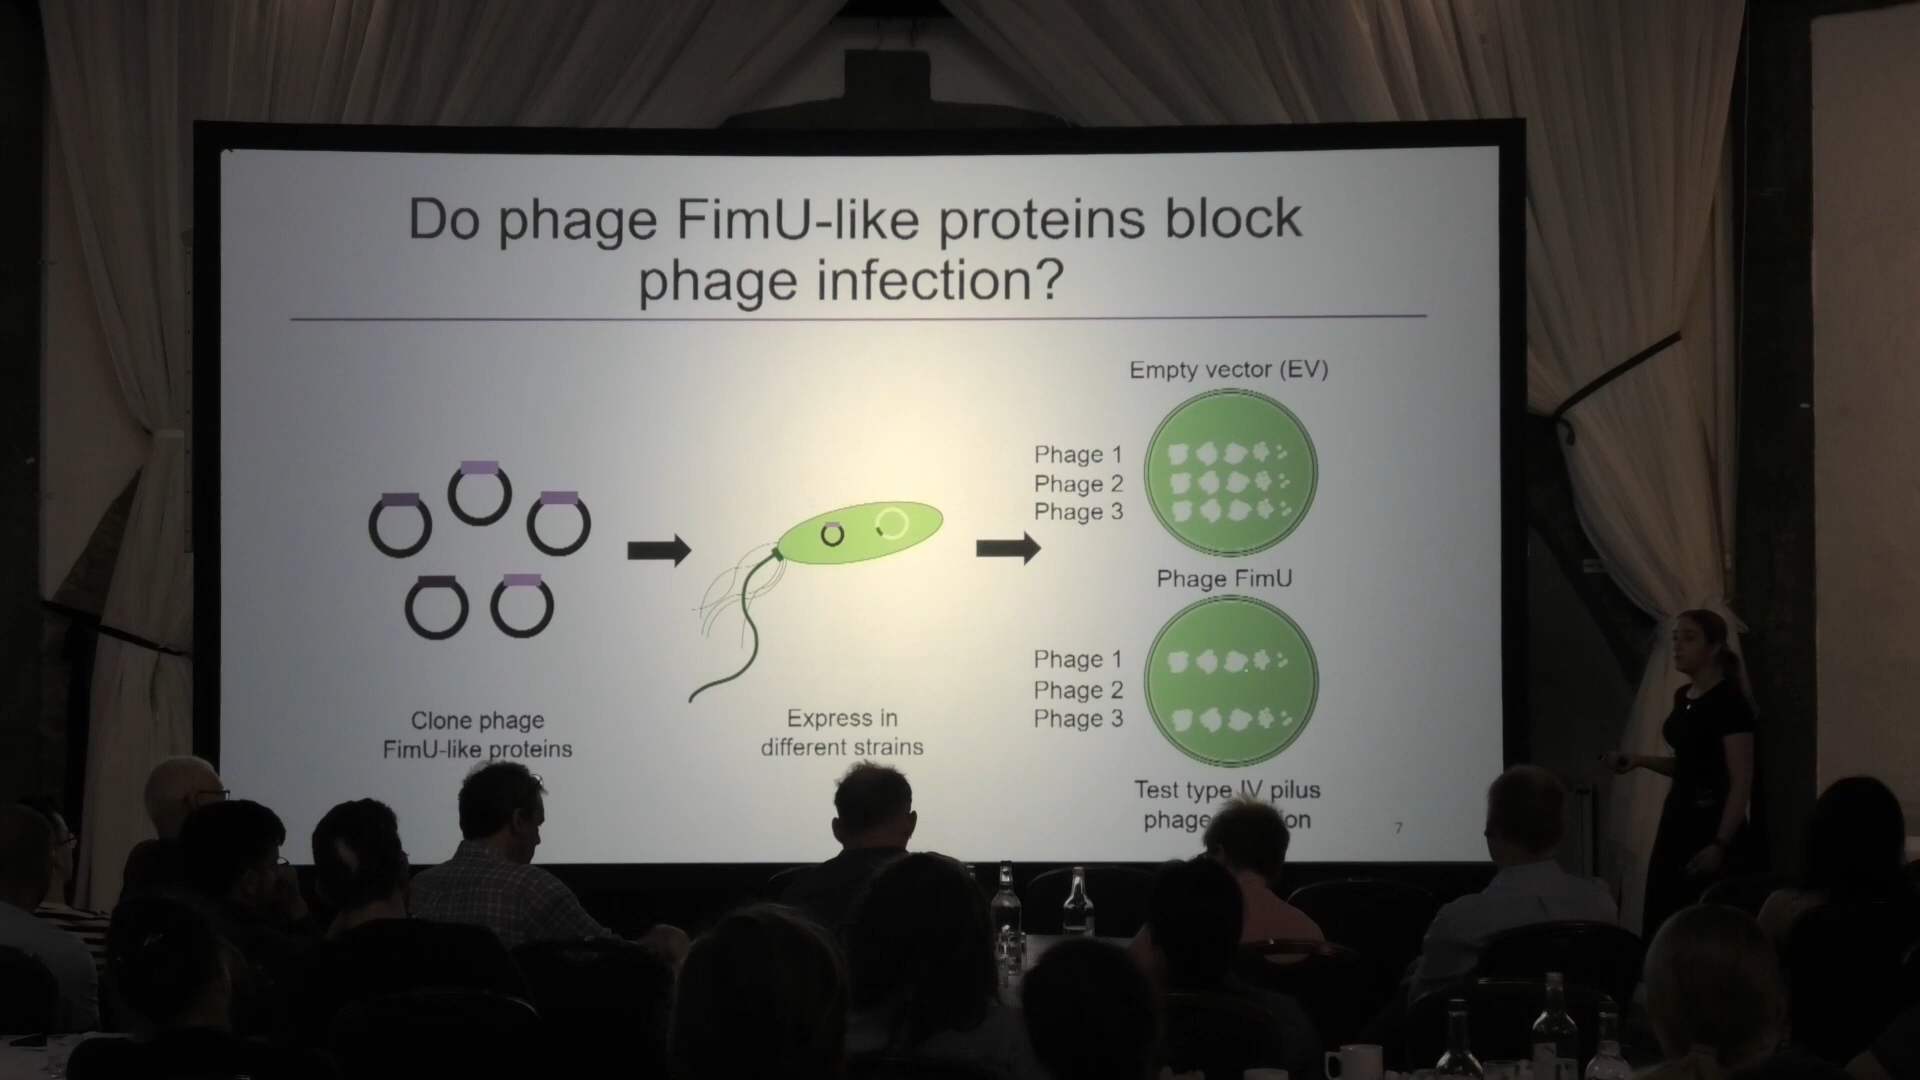 Do phage FimU-like proteins block
phage infection?
Clone phage
FimU-like proteins
Express in
different strains
Empty vector (EV)
Phage 1
Phage 2
Phage 3
Phage FimU
Phage 1
Phage 2
Phage 3
Test type IV pilus
phage
7